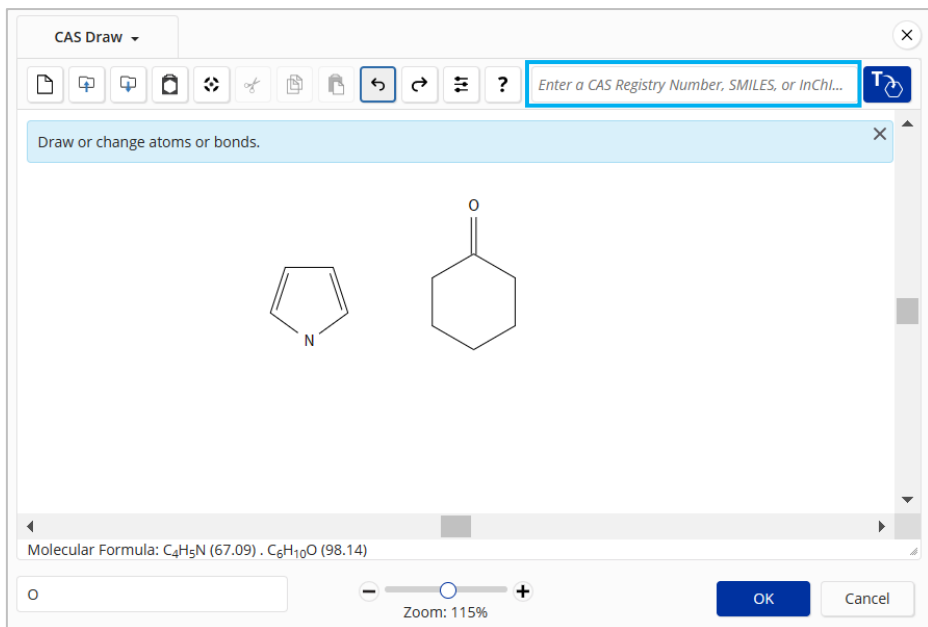 CAS Draw
?
Enter a CAS Registry Number, SMILES, or InChI...
T
Draw or change atoms or bonds.
O
N
Molecular Formula: C₄H₅N (67.09) . C₆H₁₀O (98.14)
O
Zoom: 115%
OK
Cancel